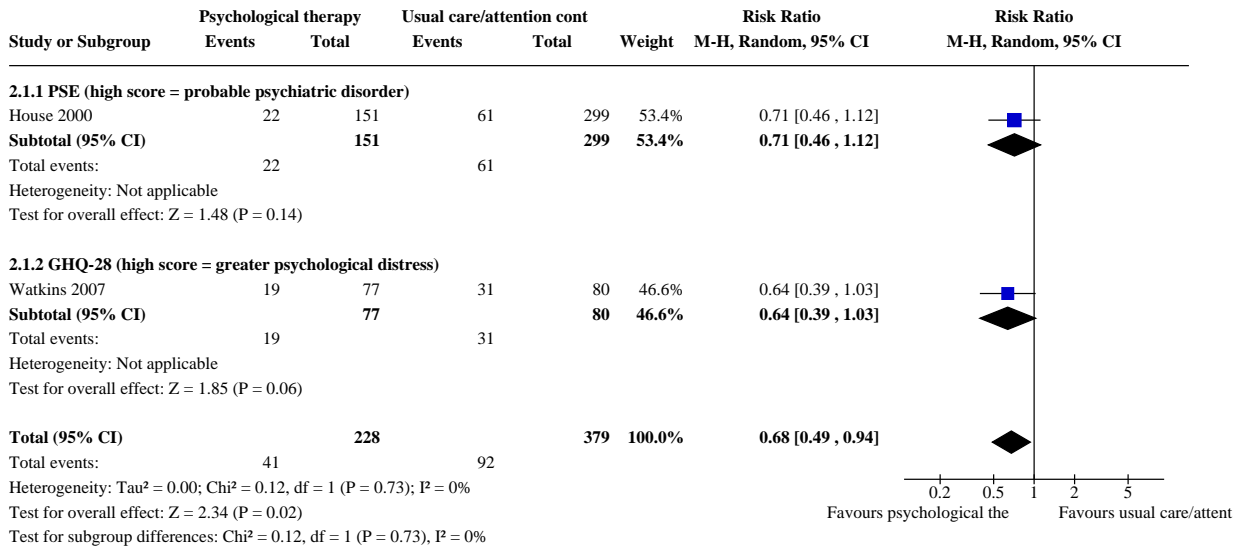 Psychological therapy Usual care/attention cont Risk Ratio Risk Ratio
Study or Subgroup Events Total Events Total Weight M-H, Random, 95% CI M-H, Random, 95% CI
2.1.1 PSE (high score = probable psychiatric disorder)
House 2000 22 151 61 299 53.4% 0.71 [0.46 , 1.12]
Subtotal (95% CI) 151 299 53.4% 0.71 [0.46 , 1.12]
Total events: 22 61
Heterogeneity: Not applicable
Test for overall effect: Z = 1.48 (P = 0.14)
2.1.2 GHQ-28 (high score = greater psychological distress)
Watkins 2007 19 77 31 80 46.6% 0.64 [0.39 , 1.03]
Subtotal (95% CI) 77 80 46.6% 0.64 [0.39 , 1.03]
Total events: 19 31
Heterogeneity: Not applicable
Test for overall effect: Z = 1.85 (P = 0.06)
Total (95% CI) 228 379 100.0% 0.68 [0.49 , 0.94]
Total events: 41 92
Heterogeneity: Tau² = 0.00; Chi² = 0.12, df = 1 (P = 0.73); I² = 0%
0.2 0.5 1 2 5
Test for overall effect: Z = 2.34 (P = 0.02)
Favours psychological the Favours usual care/attent
Test for subgroup differences: Chi² = 0.12, df = 1 (P = 0.73), I² = 0%